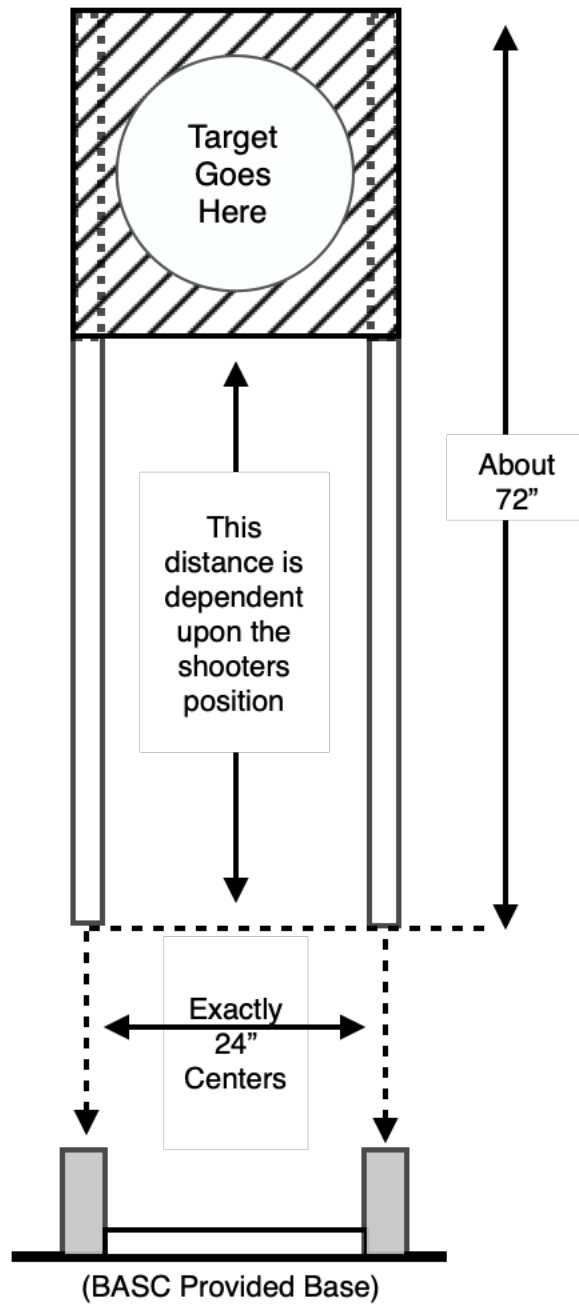 Target
Goes
Here
About
72”
This
distance is
dependent
upon the
shooters
position
Exactly
24”
Centers
(BASC Provided Base)